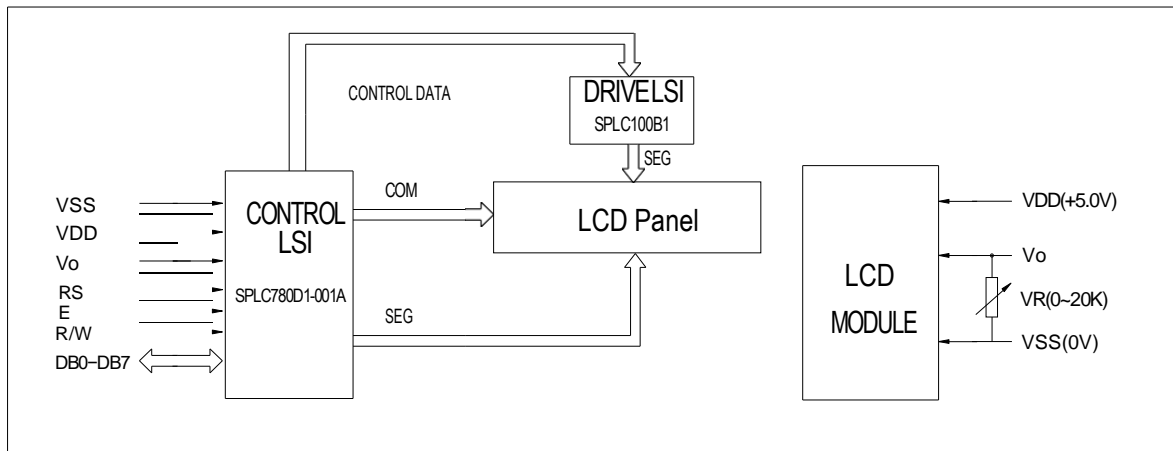 CONTROL DATA
DRIVELSI
SPLC100B1
SEG
COM
LCD Panel
CONTROL
LSI
SPLC780D1-001A
SEG
VSS
VDD
Vo
RS
E
R/W
DB0-DB7
LCD
MODULE
VDD(+5.0V)
Vo
VR(0~20K)
VSS(0V)